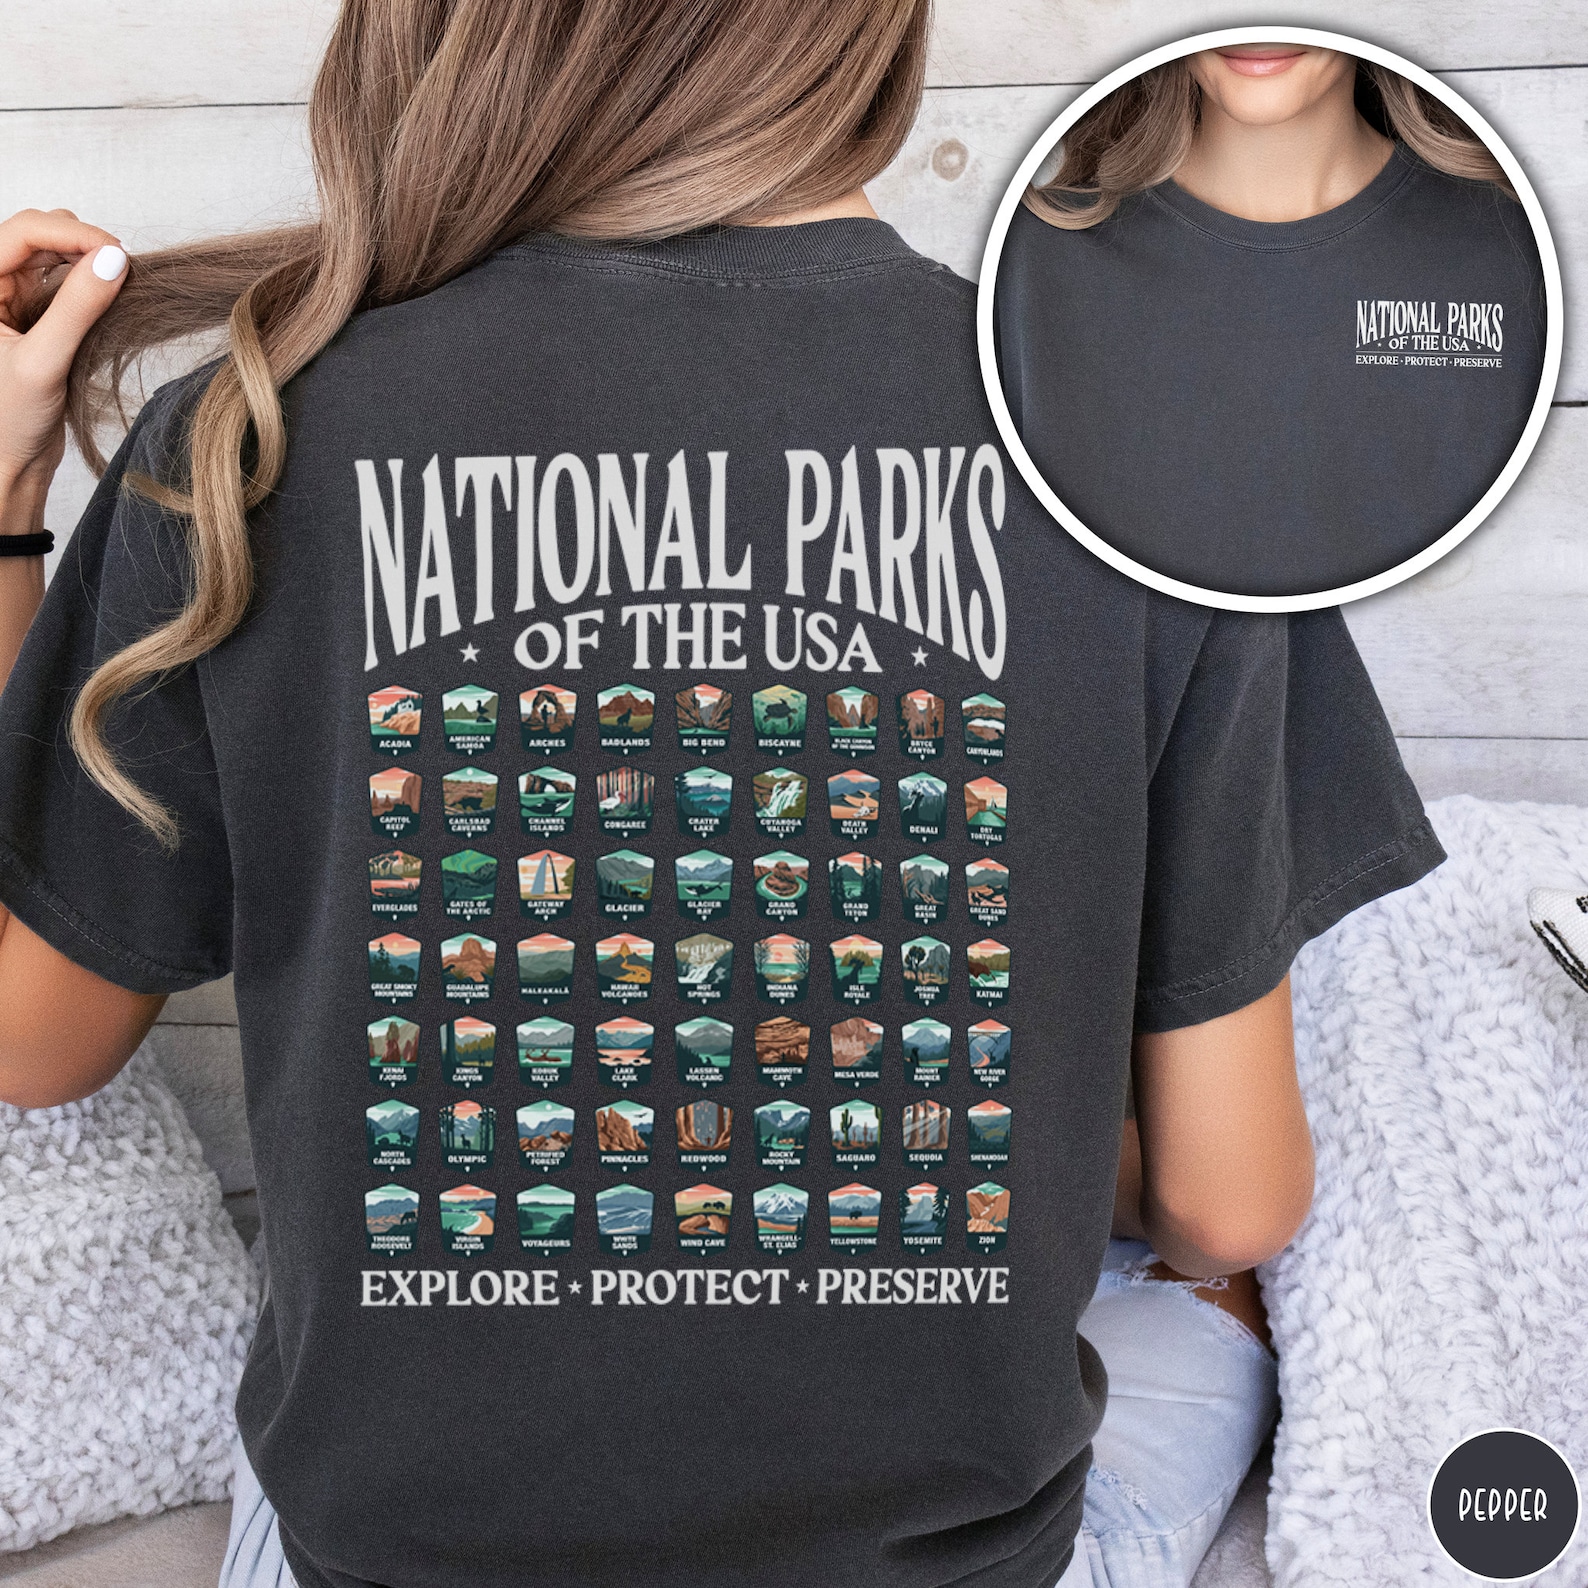 NATIONAL PARKS
OF THE USA
EXPLORE · PROTECT · PRESERVE
NATIONAL PARKS
★ OF THE USA ★
ACADIA
AMERICAN
SAMOA
ARCHES
BADLANDS
BIG BEND
BISCAYNE
BLACK CANYON
OF THE GUNNISON
BRYCE
CANYON
CANYONLANDS
CAPITOL
REEF
CARLSBAD
CAVERNS
CHANNEL
ISLANDS
CONGAREE
CRATER
LAKE
CUYAHOGA
VALLEY
DEATH
VALLEY
DENALI
DRY
TORTUGAS
EVERGLADES
GATES OF
THE ARCTIC
GATEWAY
ARCH
GLACIER
GLACIER
BAY
GRAND
CANYON
GRAND
TETON
GREAT
BASIN
GREAT SAND
DUNES
GREAT SMOKY
MOUNTAINS
GUADALUPE
MOUNTAINS
HALEAKALĀ
HAWAII
VOLCANOES
HOT
SPRINGS
INDIANA
DUNES
ISLE
ROYALE
JOSHUA
TREE
KATMAI
KENAI
FJORDS
KINGS
CANYON
KOBUK
VALLEY
LAKE
CLARK
LASSEN
VOLCANIC
MAMMOTH
CAVE
MESA VERDE
MOUNT
RAINIER
NEW RIVER
GORGE
NORTH
CASCADES
OLYMPIC
PETRIFIED
FOREST
PINNACLES
REDWOOD
ROCKY
MOUNTAIN
SAGUARO
SEQUOIA
SHENANDOAH
THEODORE
ROOSEVELT
VIRGIN
ISLANDS
VOYAGEURS
WHITE
SANDS
WIND CAVE
WRANGELL-
ST. ELIAS
YELLOWSTONE
YOSEMITE
ZION
EXPLORE ★ PROTECT ★ PRESERVE
PEPPER